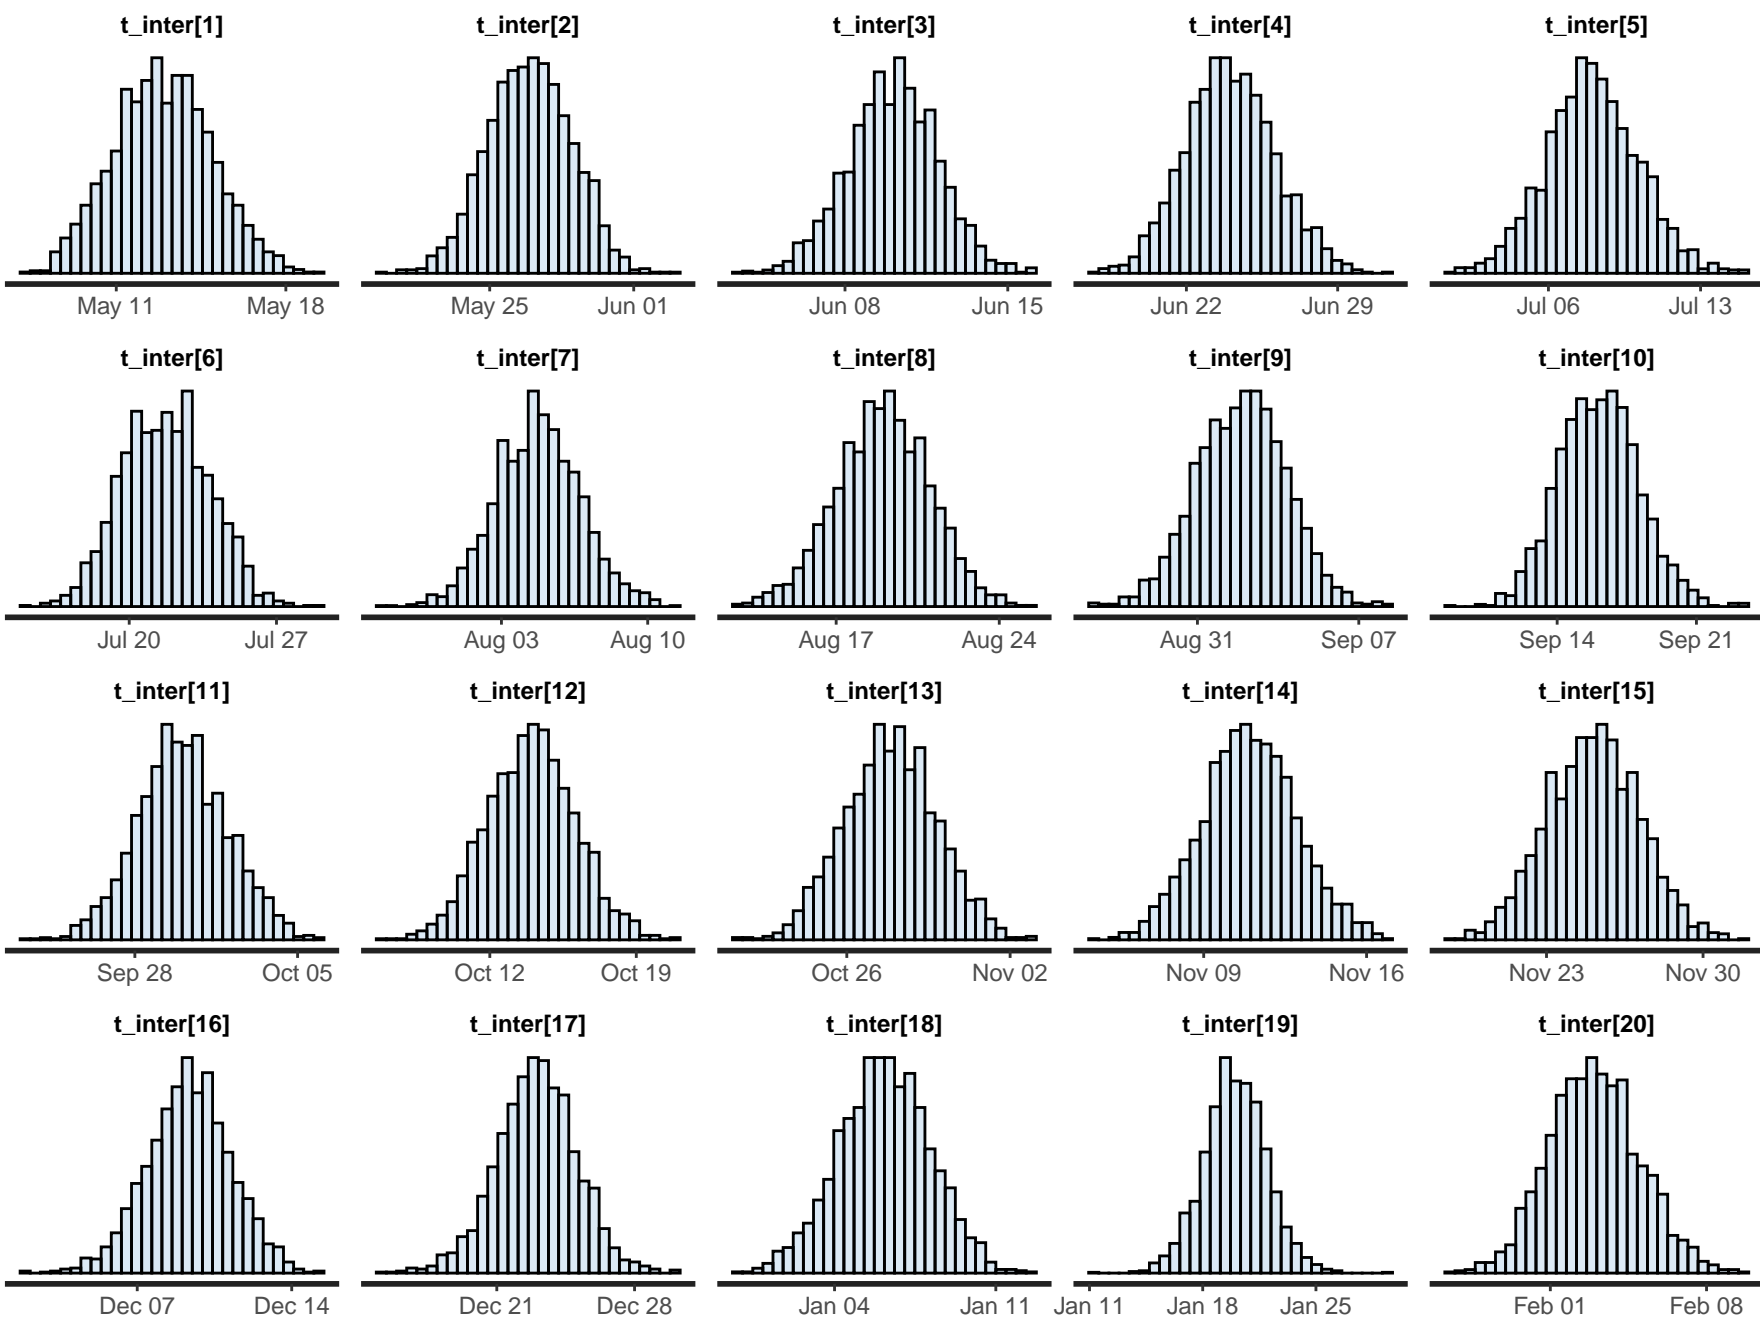 t_inter[1] t_inter[2] t_inter[3] t_inter[4] t_inter[5]
May 11 May 18 May 25 Jun 01 Jun 08 Jun 15 Jun 22 Jun 29 Jul 06 Jul 13
t_inter[6] t_inter[7] t_inter[8] t_inter[9] t_inter[10]
Jul 20 Jul 27 Aug 03 Aug 10 Aug 17 Aug 24 Aug 31 Sep 07 Sep 14 Sep 21
t_inter[11] t_inter[12] t_inter[13] t_inter[14] t_inter[15]
Sep 28 Oct 05 Oct 12 Oct 19 Oct 26 Nov 02 Nov 09 Nov 16 Nov 23 Nov 30
t_inter[16] t_inter[17] t_inter[18] t_inter[19] t_inter[20]
Dec 07 Dec 14 Dec 21 Dec 28 Jan 04 Jan 11 Jan 11 Jan 18 Jan 25 Feb 01 Feb 08